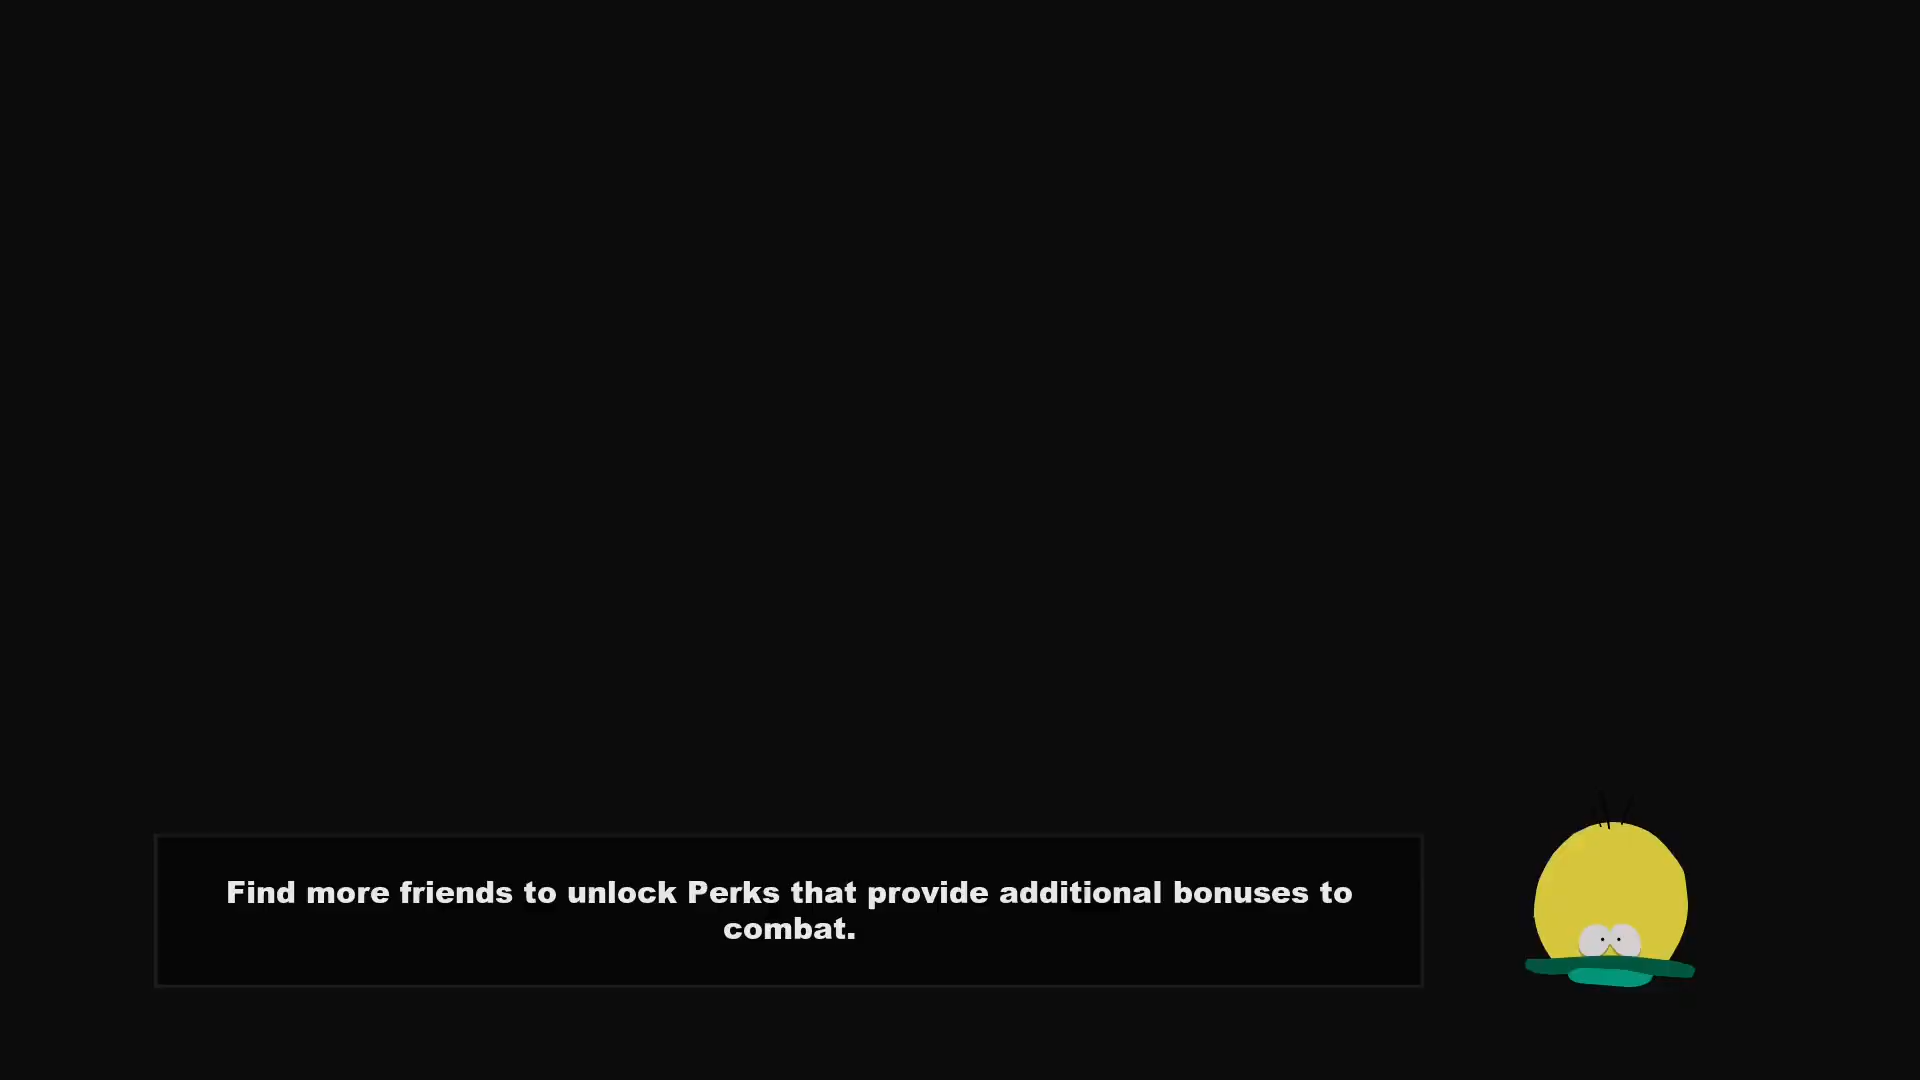 Find more friends to unlock Perks that provide additional bonuses to
combat.